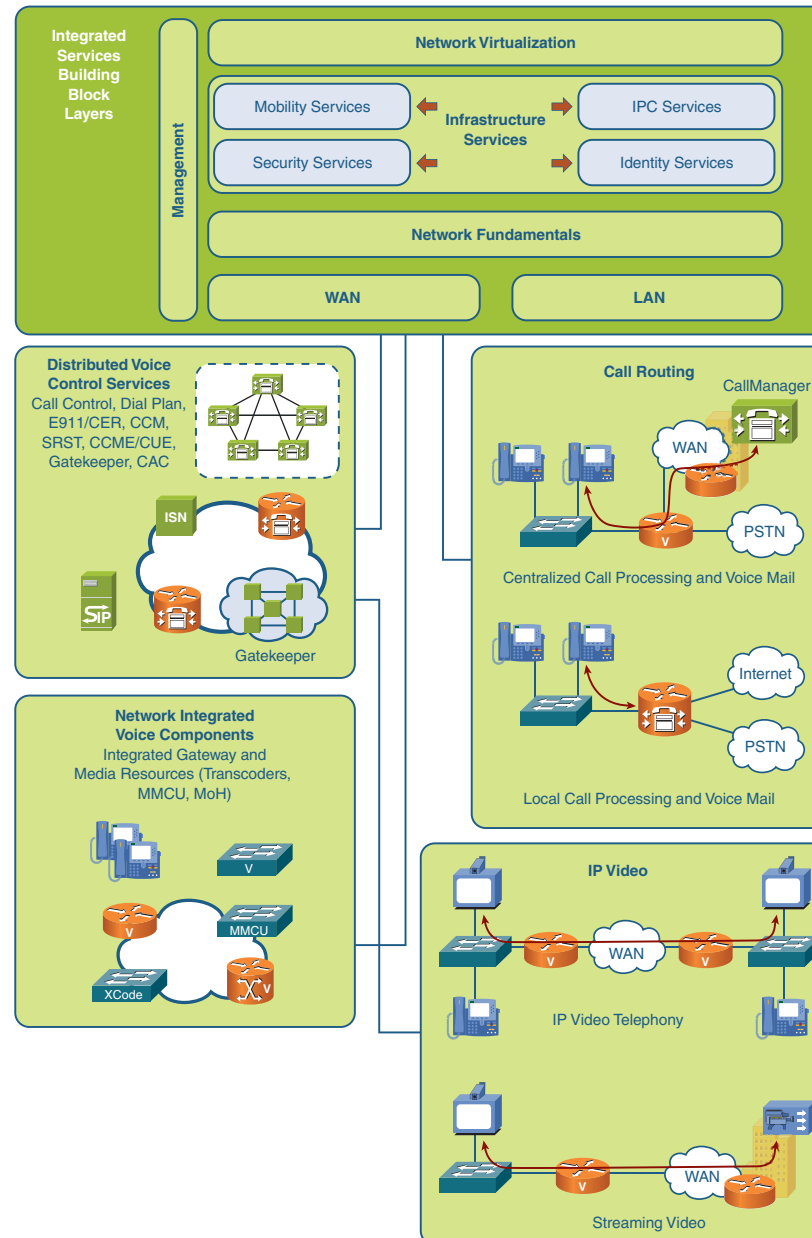 Integrated
Services
Building
Block
Layers
Management
Network Virtualization
Mobility Services
Infrastructure
Services
IPC Services
Security Services
Identity Services
Network Fundamentals
WAN
LAN
Distributed Voice
Control Services
Call Control, Dial Plan,
E911/CER, CCM,
SRST, CCME/CUE,
Gatekeeper, CAC
ISN
SIP
Gatekeeper
Call Routing
CallManager
WAN
V
PSTN
Centralized Call Processing and Voice Mail
Internet
PSTN
Local Call Processing and Voice Mail
Network Integrated
Voice Components
Integrated Gateway and
Media Resources (Transcoders,
MMCU, MoH)
V
V
MMCU
XCode
V
IP Video
V
WAN
V
IP Video Telephony
V
WAN
Streaming Video